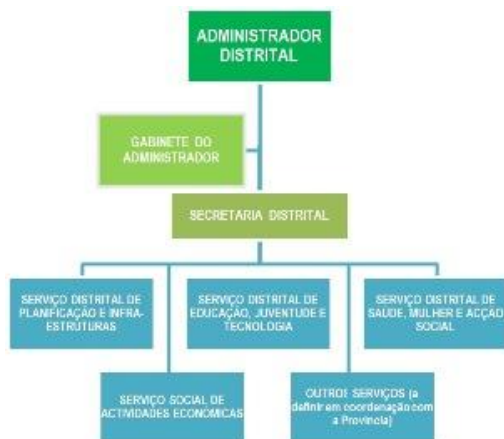 ADMINISTRADOR
DISTRITAL
GABINETE DO
ADMINISTRADOR
SECRETARIA DISTRITAL
SERVIÇO DISTRITAL DE
PLANIFICAÇÃO E INFRA-
ESTRUTURAS
SERVIÇO DISTRITAL DE
EDUCAÇÃO, JUVENTUDE E
TECNOLOGIA
SERVIÇO DISTRITAL DE
SAUDE, MULHER E ACÇÃO
SOCIAL
SERVIÇO SOCIAL DE
ACTIVIDADES ECONOMICAS
OUTROS SERVIÇOS (a
definir em coordenação com
a Provincia)